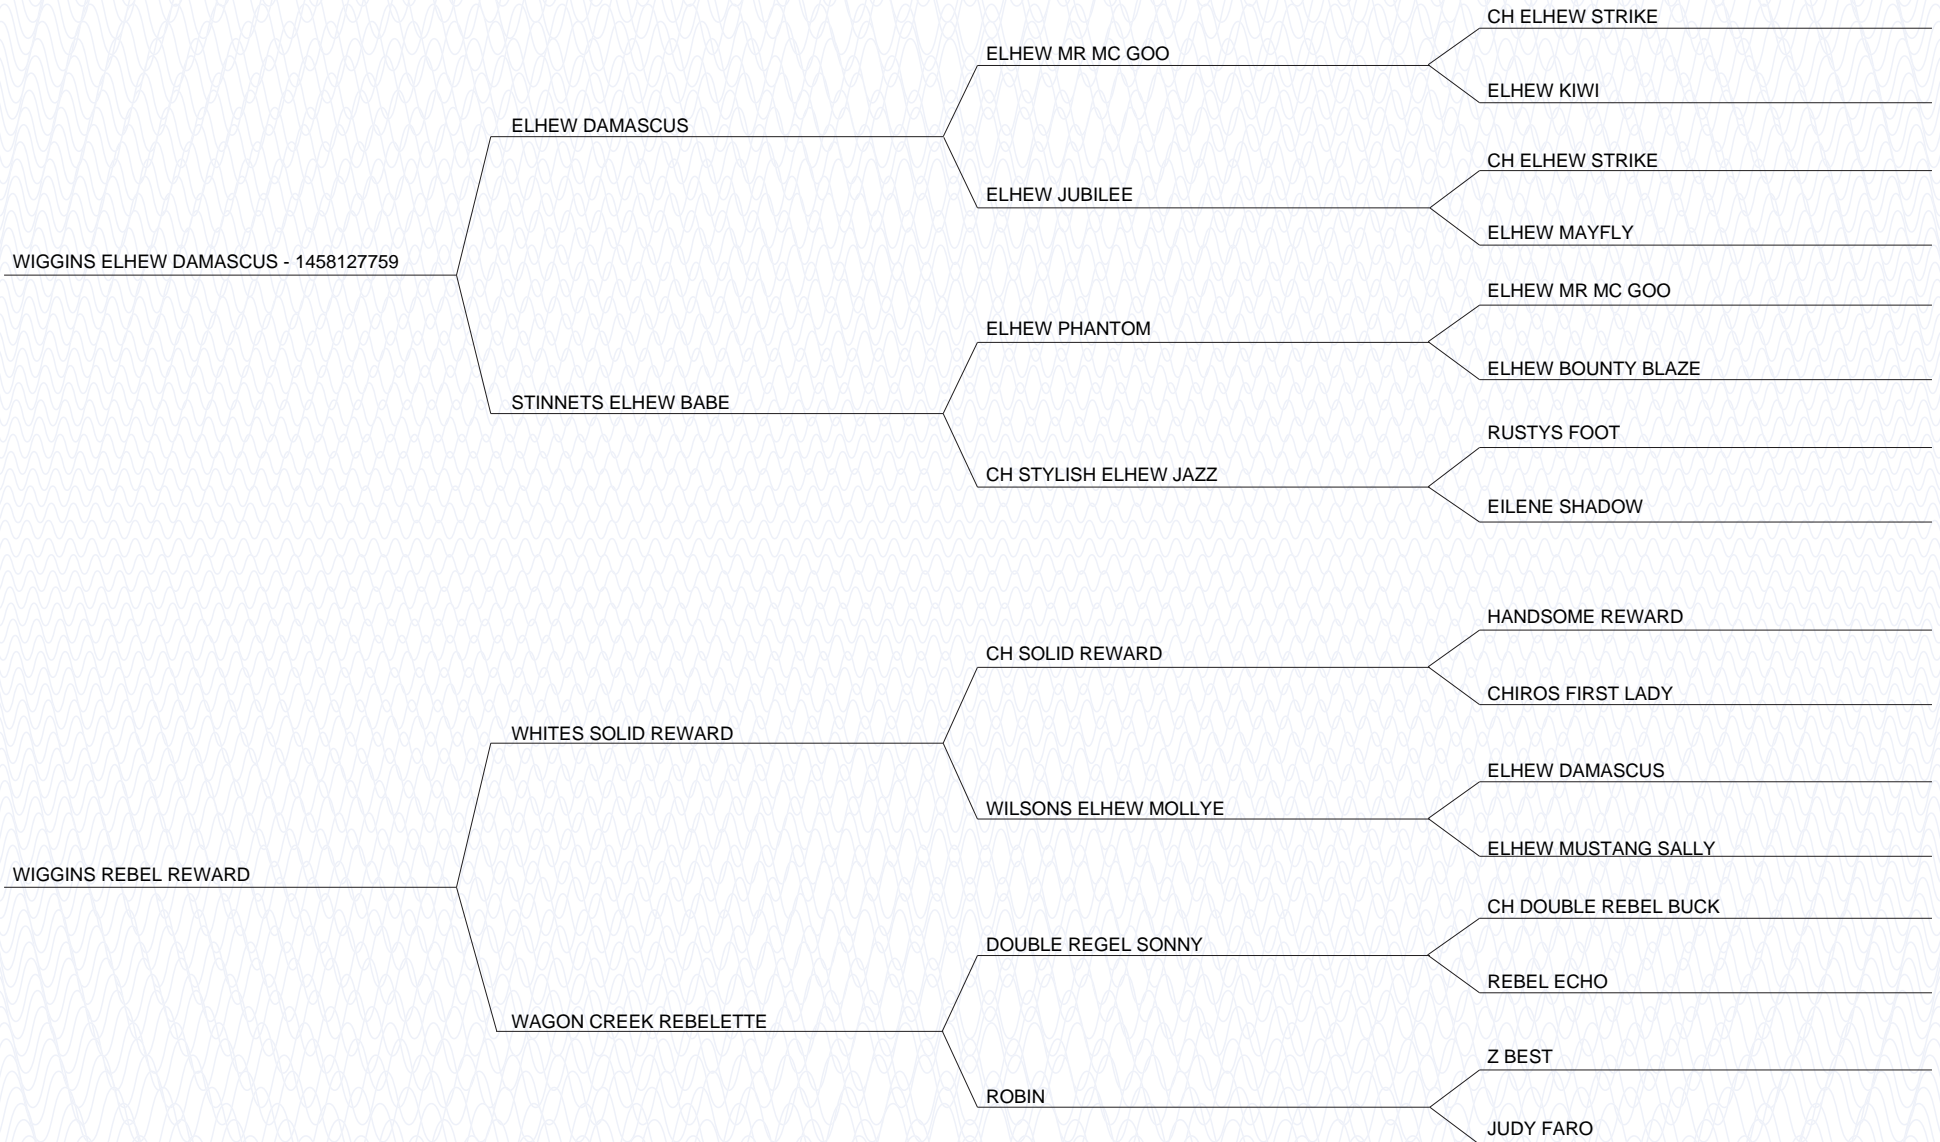 CH ELHEW STRIKE
ELHEW MR MC GOO
ELHEW KIWI
ELHEW DAMASCUS
CH ELHEW STRIKE
ELHEW JUBILEE
ELHEW MAYFLY
WIGGINS ELHEW DAMASCUS - 1458127759
ELHEW MR MC GOO
ELHEW PHANTOM
ELHEW BOUNTY BLAZE
STINNETS ELHEW BABE
RUSTYS FOOT
CH STYLISH ELHEW JAZZ
EILENE SHADOW
HANDSOME REWARD
CH SOLID REWARD
CHIROS FIRST LADY
WHITES SOLID REWARD
ELHEW DAMASCUS
WILSONS ELHEW MOLLYE
ELHEW MUSTANG SALLY
WIGGINS REBEL REWARD
CH DOUBLE REBEL BUCK
DOUBLE REGEL SONNY
REBEL ECHO
WAGON CREEK REBELETTE
Z BEST
ROBIN
JUDY FARO